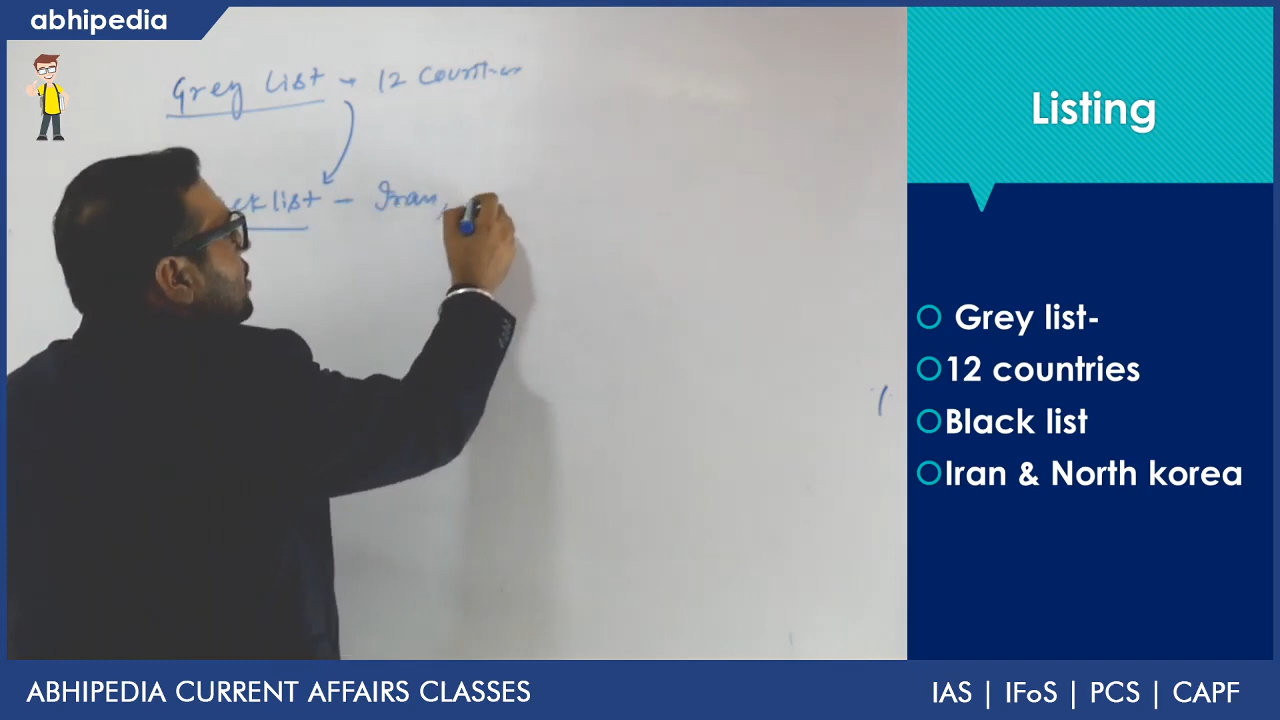 abhipedia
Grey list → 12 Countries
ck list - Iran,
Listing
Grey list-
12 countries
Black list
Iran & North korea
ABHIPEDIA CURRENT AFFAIRS CLASSES
IAS | IFoS | PCS | CAPF